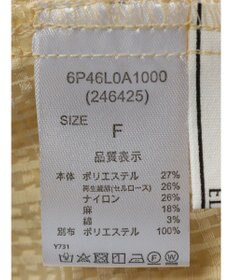 6P46L0A1000
(246425)
SIZE
F
品質表示
本体 ポリエステル 27%
再生繊維(セルロース) 26%
ナイロン 26%
麻 18%
綿 3%
別布 ポリエステル 100%
Y731